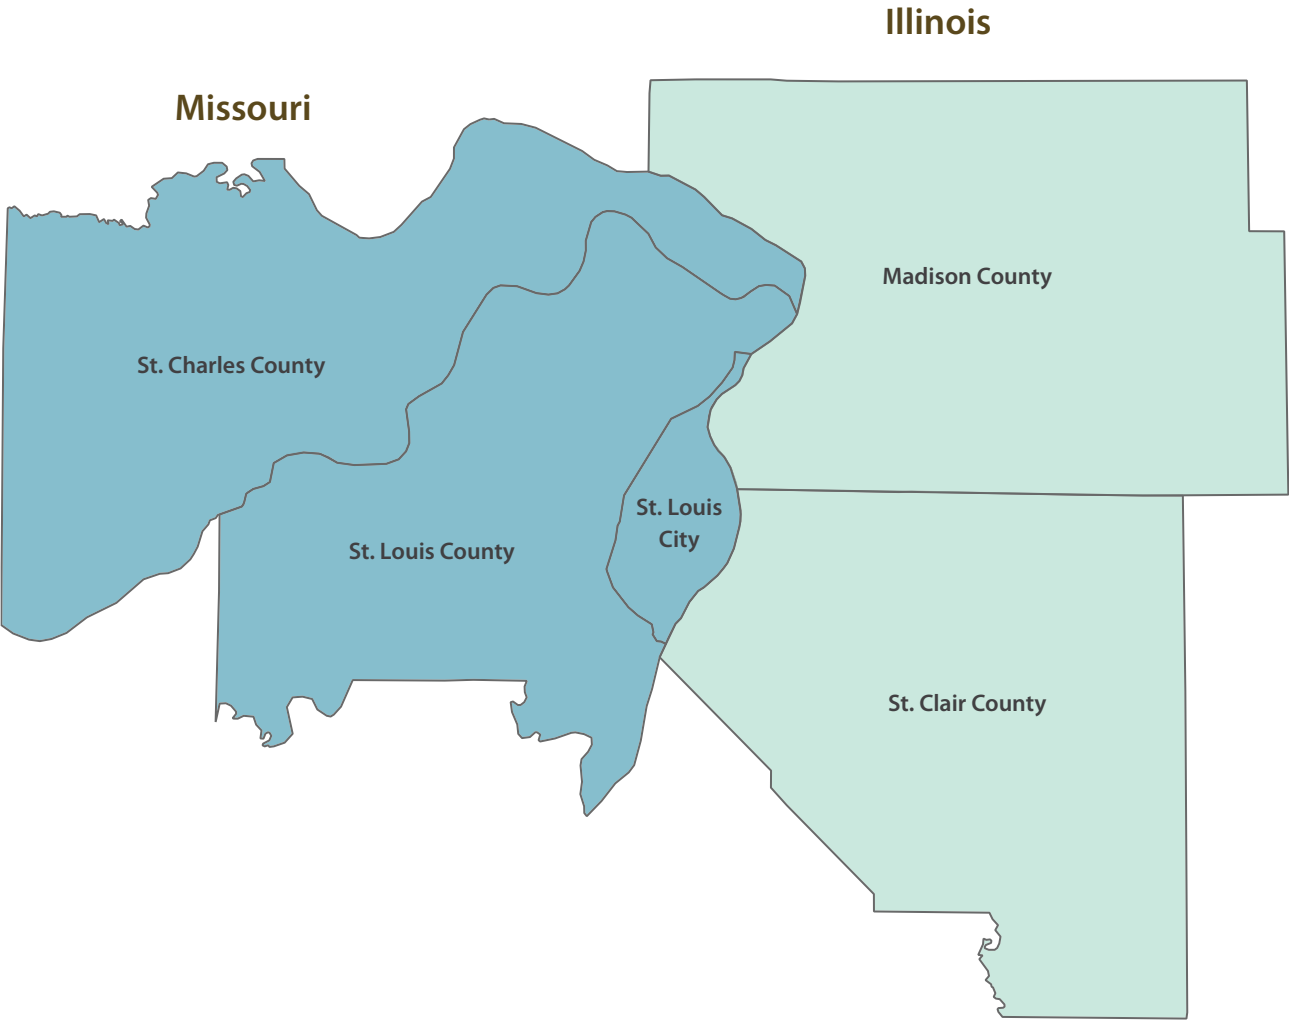 Illinois
Missouri
Madison County
St. Charles County
St. Louis
City
St. Louis County
St. Clair County